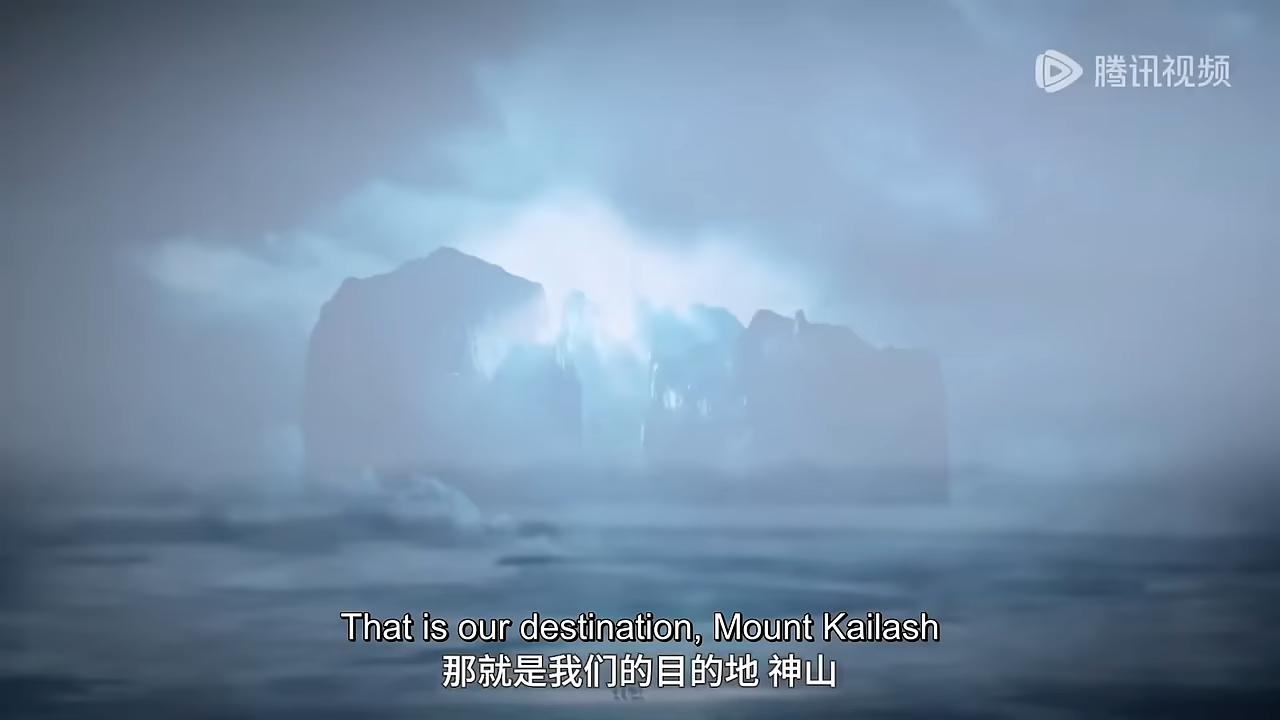 腾讯视频
That is our destination, Mount Kailash
那就是我们的目的地 神山